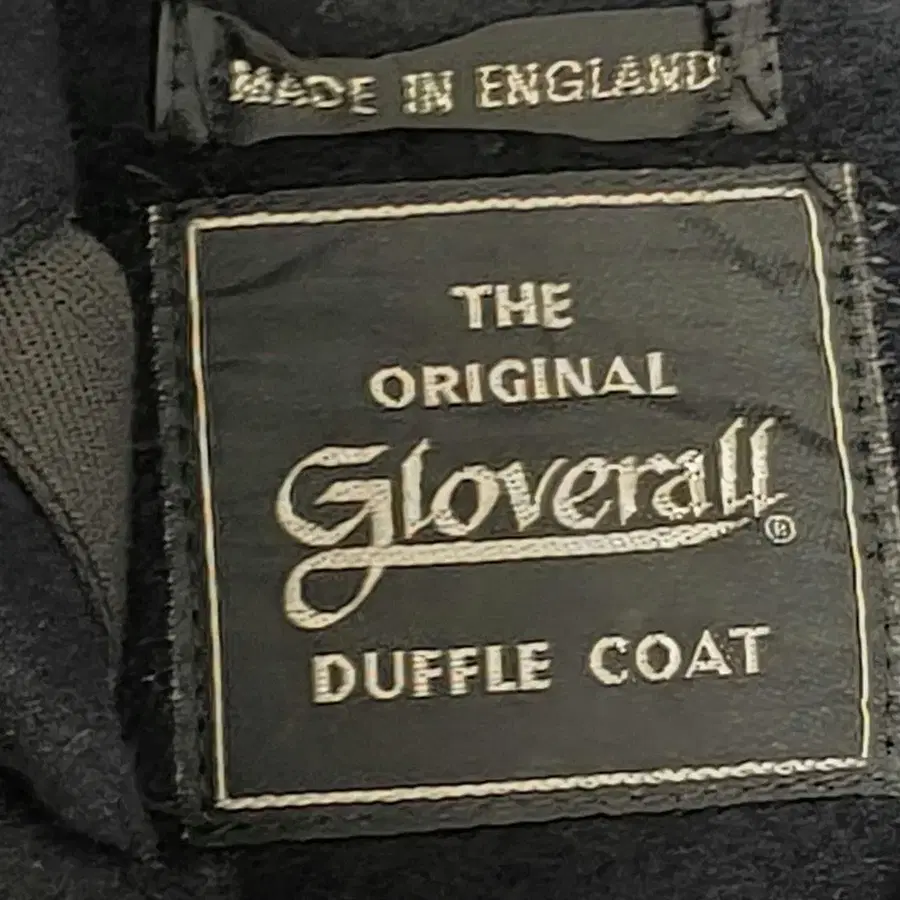 MADE IN ENGLAND
THE
ORIGINAL
Gloverall®
DUFFLE COAT